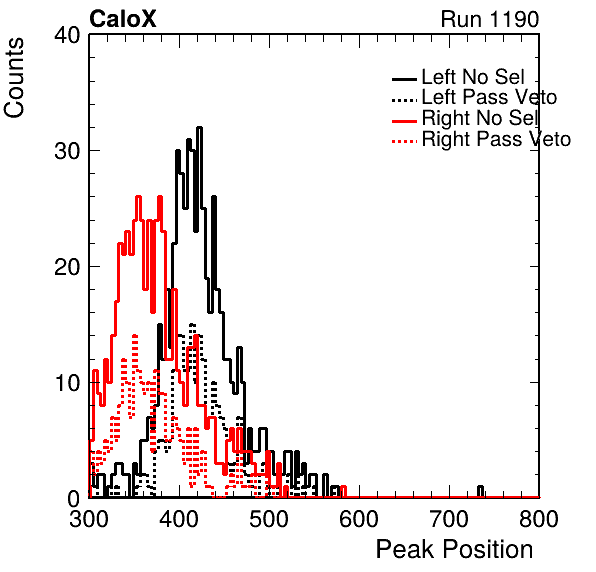 CaloX Run 1190
Counts
40
30
20
10
0
Left No Sel
Left Pass Veto
Right No Sel
Right Pass Veto
300 400 500 600 700 800
Peak Position